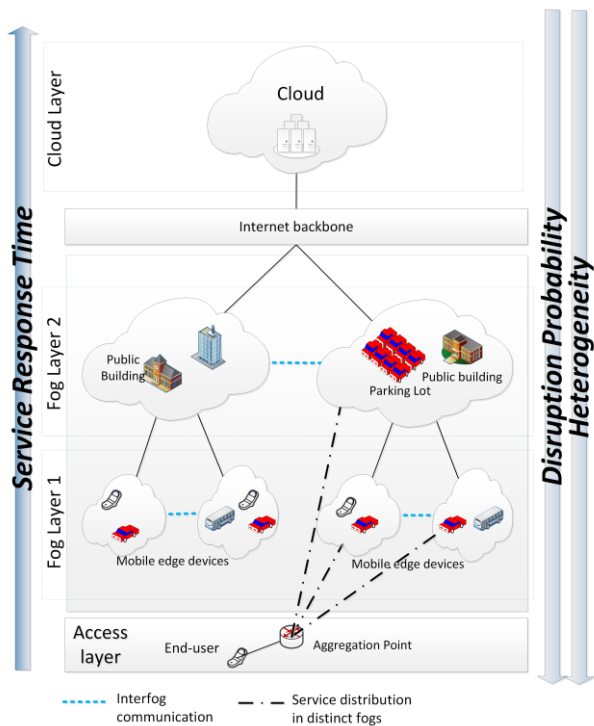 Service Response Time
Disruption Probability
Heterogeneity
Cloud Layer
Cloud
Internet backbone
Fog Layer 2
Public
Building
Parking Lot
Public building
Fog Layer 1
Mobile edge devices
Mobile edge devices
Access
layer
End-user
Aggregation Point
Interfog
communication
Service distribution
in distinct fogs